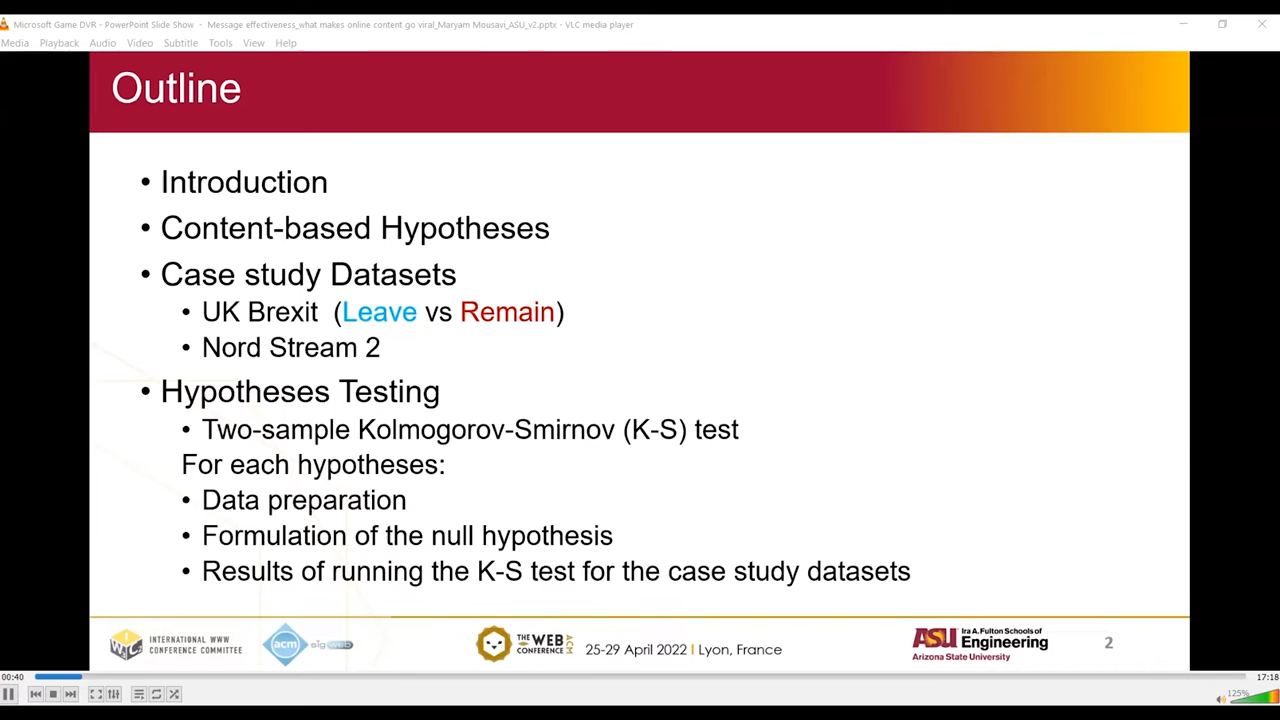 Microsoft Game DVR - PowerPoint Slide Show - Message effectiveness_what makes online content go viral_Maryam Mousavi_ASU_v2.pptx - VLC media player
Media Playback Audio Video Subtitle Tools View Help
Outline
• Introduction
• Content-based Hypotheses
• Case study Datasets
• UK Brexit (Leave vs Remain)
• Nord Stream 2
• Hypotheses Testing
• Two-sample Kolmogorov-Smirnov (K-S) test
For each hypotheses:
• Data preparation
• Formulation of the null hypothesis
• Results of running the K-S test for the case study datasets
INTERNATIONAL WWW
CONFERENCE COMMITTEE
acm sigweb
THE WEB
CONFERENCE
ACM
25-29 April 2022 I Lyon, France
ASU Ira A. Fulton Schools of
Engineering
Arizona State University
2
00:40
17:18
125%